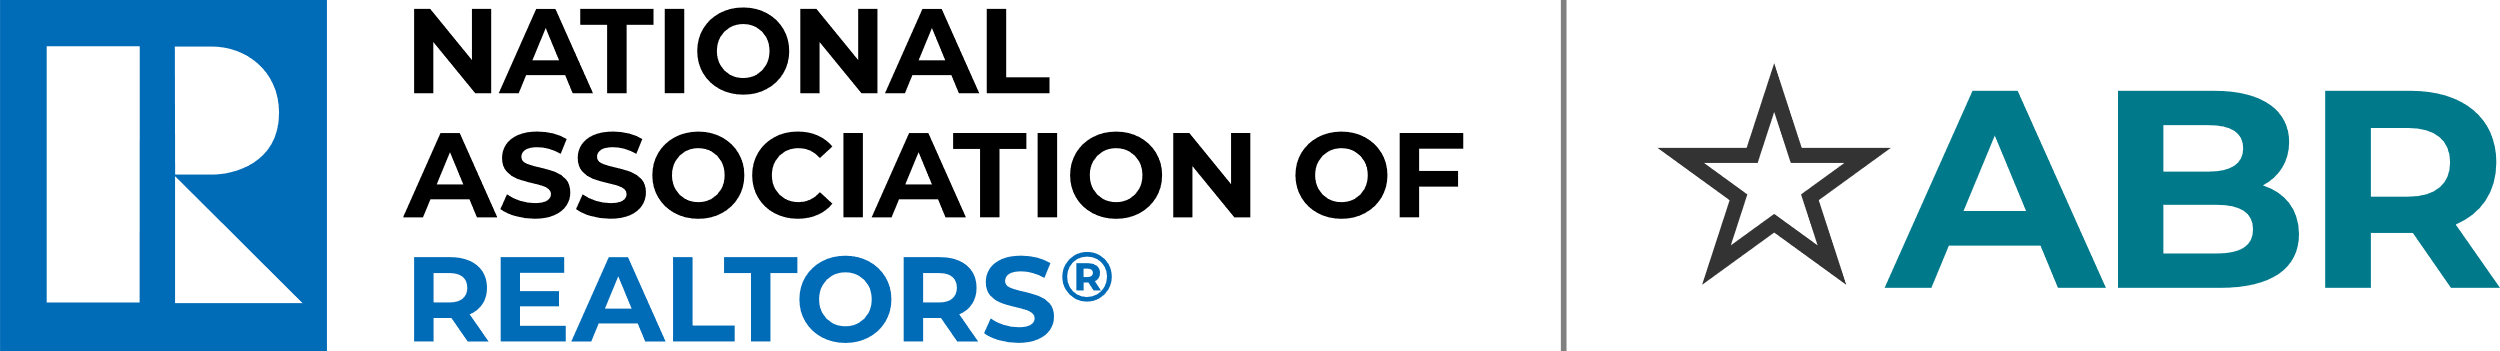 R
NATIONAL
ASSOCIATION OF
REALTORS®
ABR